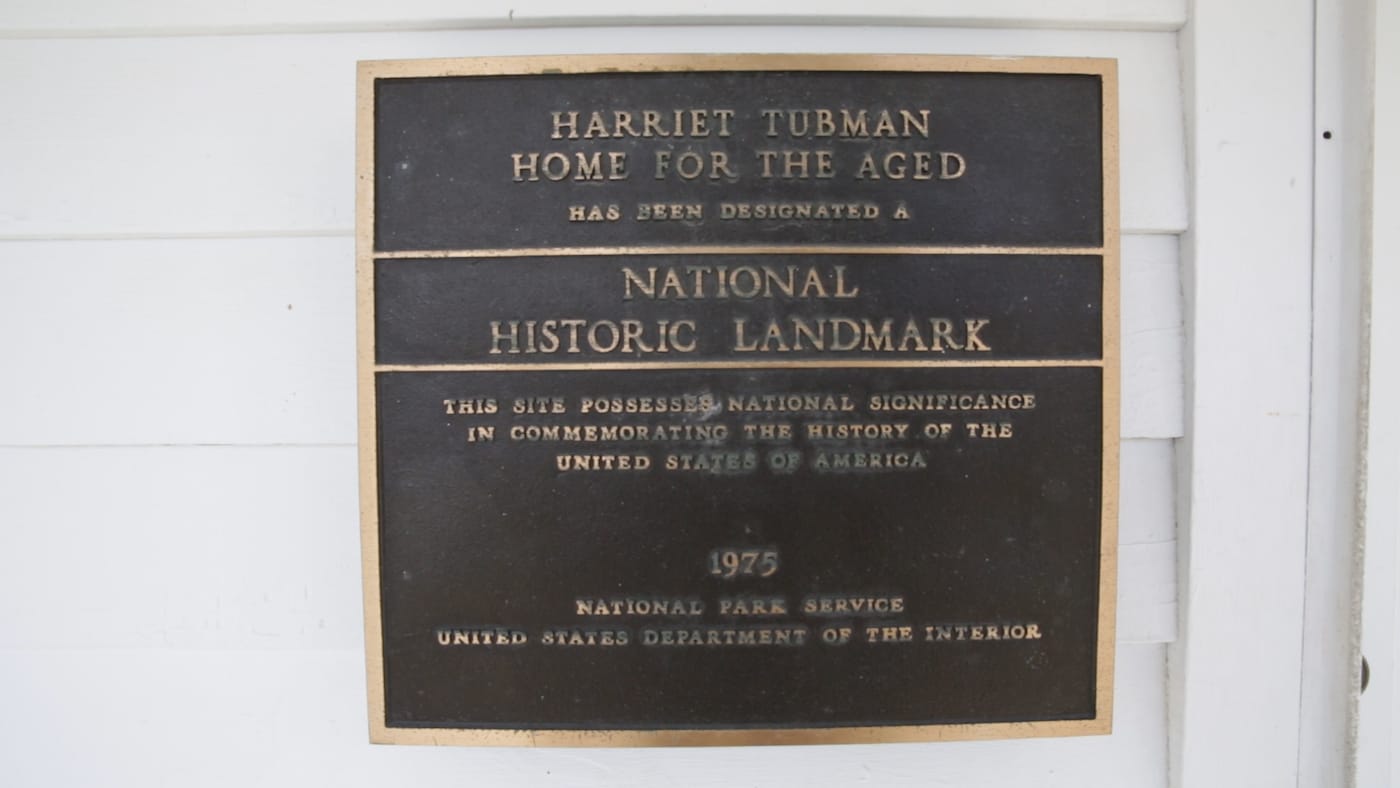 HARRIET TUBMAN
HOME FOR THE AGED
HAS BEEN DESIGNATED A
NATIONAL
HISTORIC LANDMARK
THIS SITE POSSESSES NATIONAL SIGNIFICANCE
IN COMMEMORATING THE HISTORY OF THE
UNITED STATES OF AMERICA
1975
NATIONAL PARK SERVICE
UNITED STATES DEPARTMENT OF THE INTERIOR